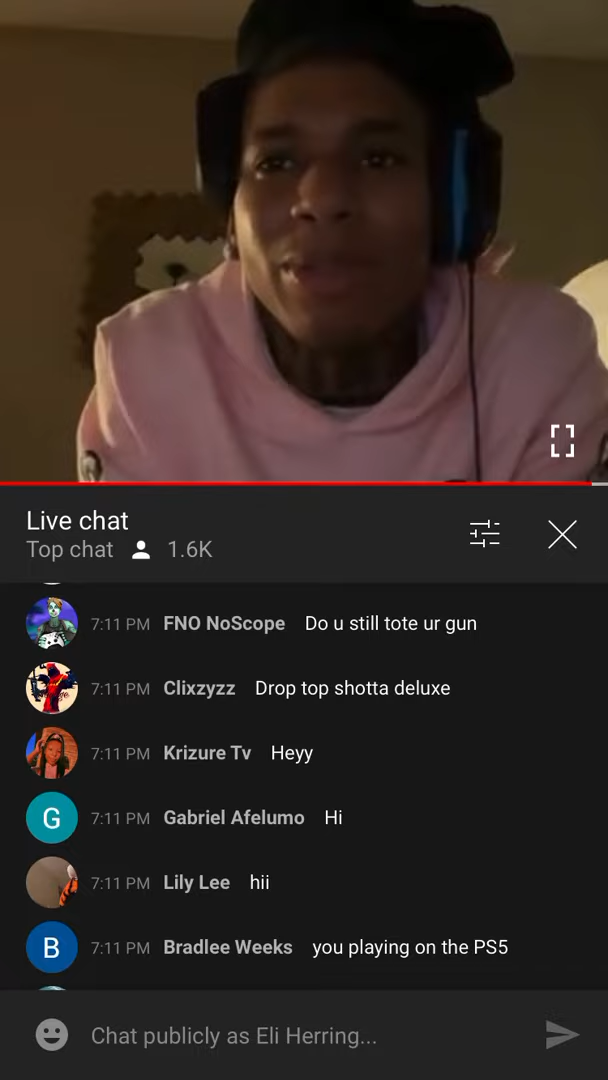 Live chat
Top chat 1.6K
7:11 PM FNO NoScope Do u still tote ur gun
7:11 PM Clixzyzz Drop top shotta deluxe
7:11 PM Krizure Tv Heyy
7:11 PM Gabriel Afelumo Hi
G
7:11 PM Lily Lee hii
7:11 PM Bradlee Weeks you playing on the PS5
B
Chat publicly as Eli Herring...